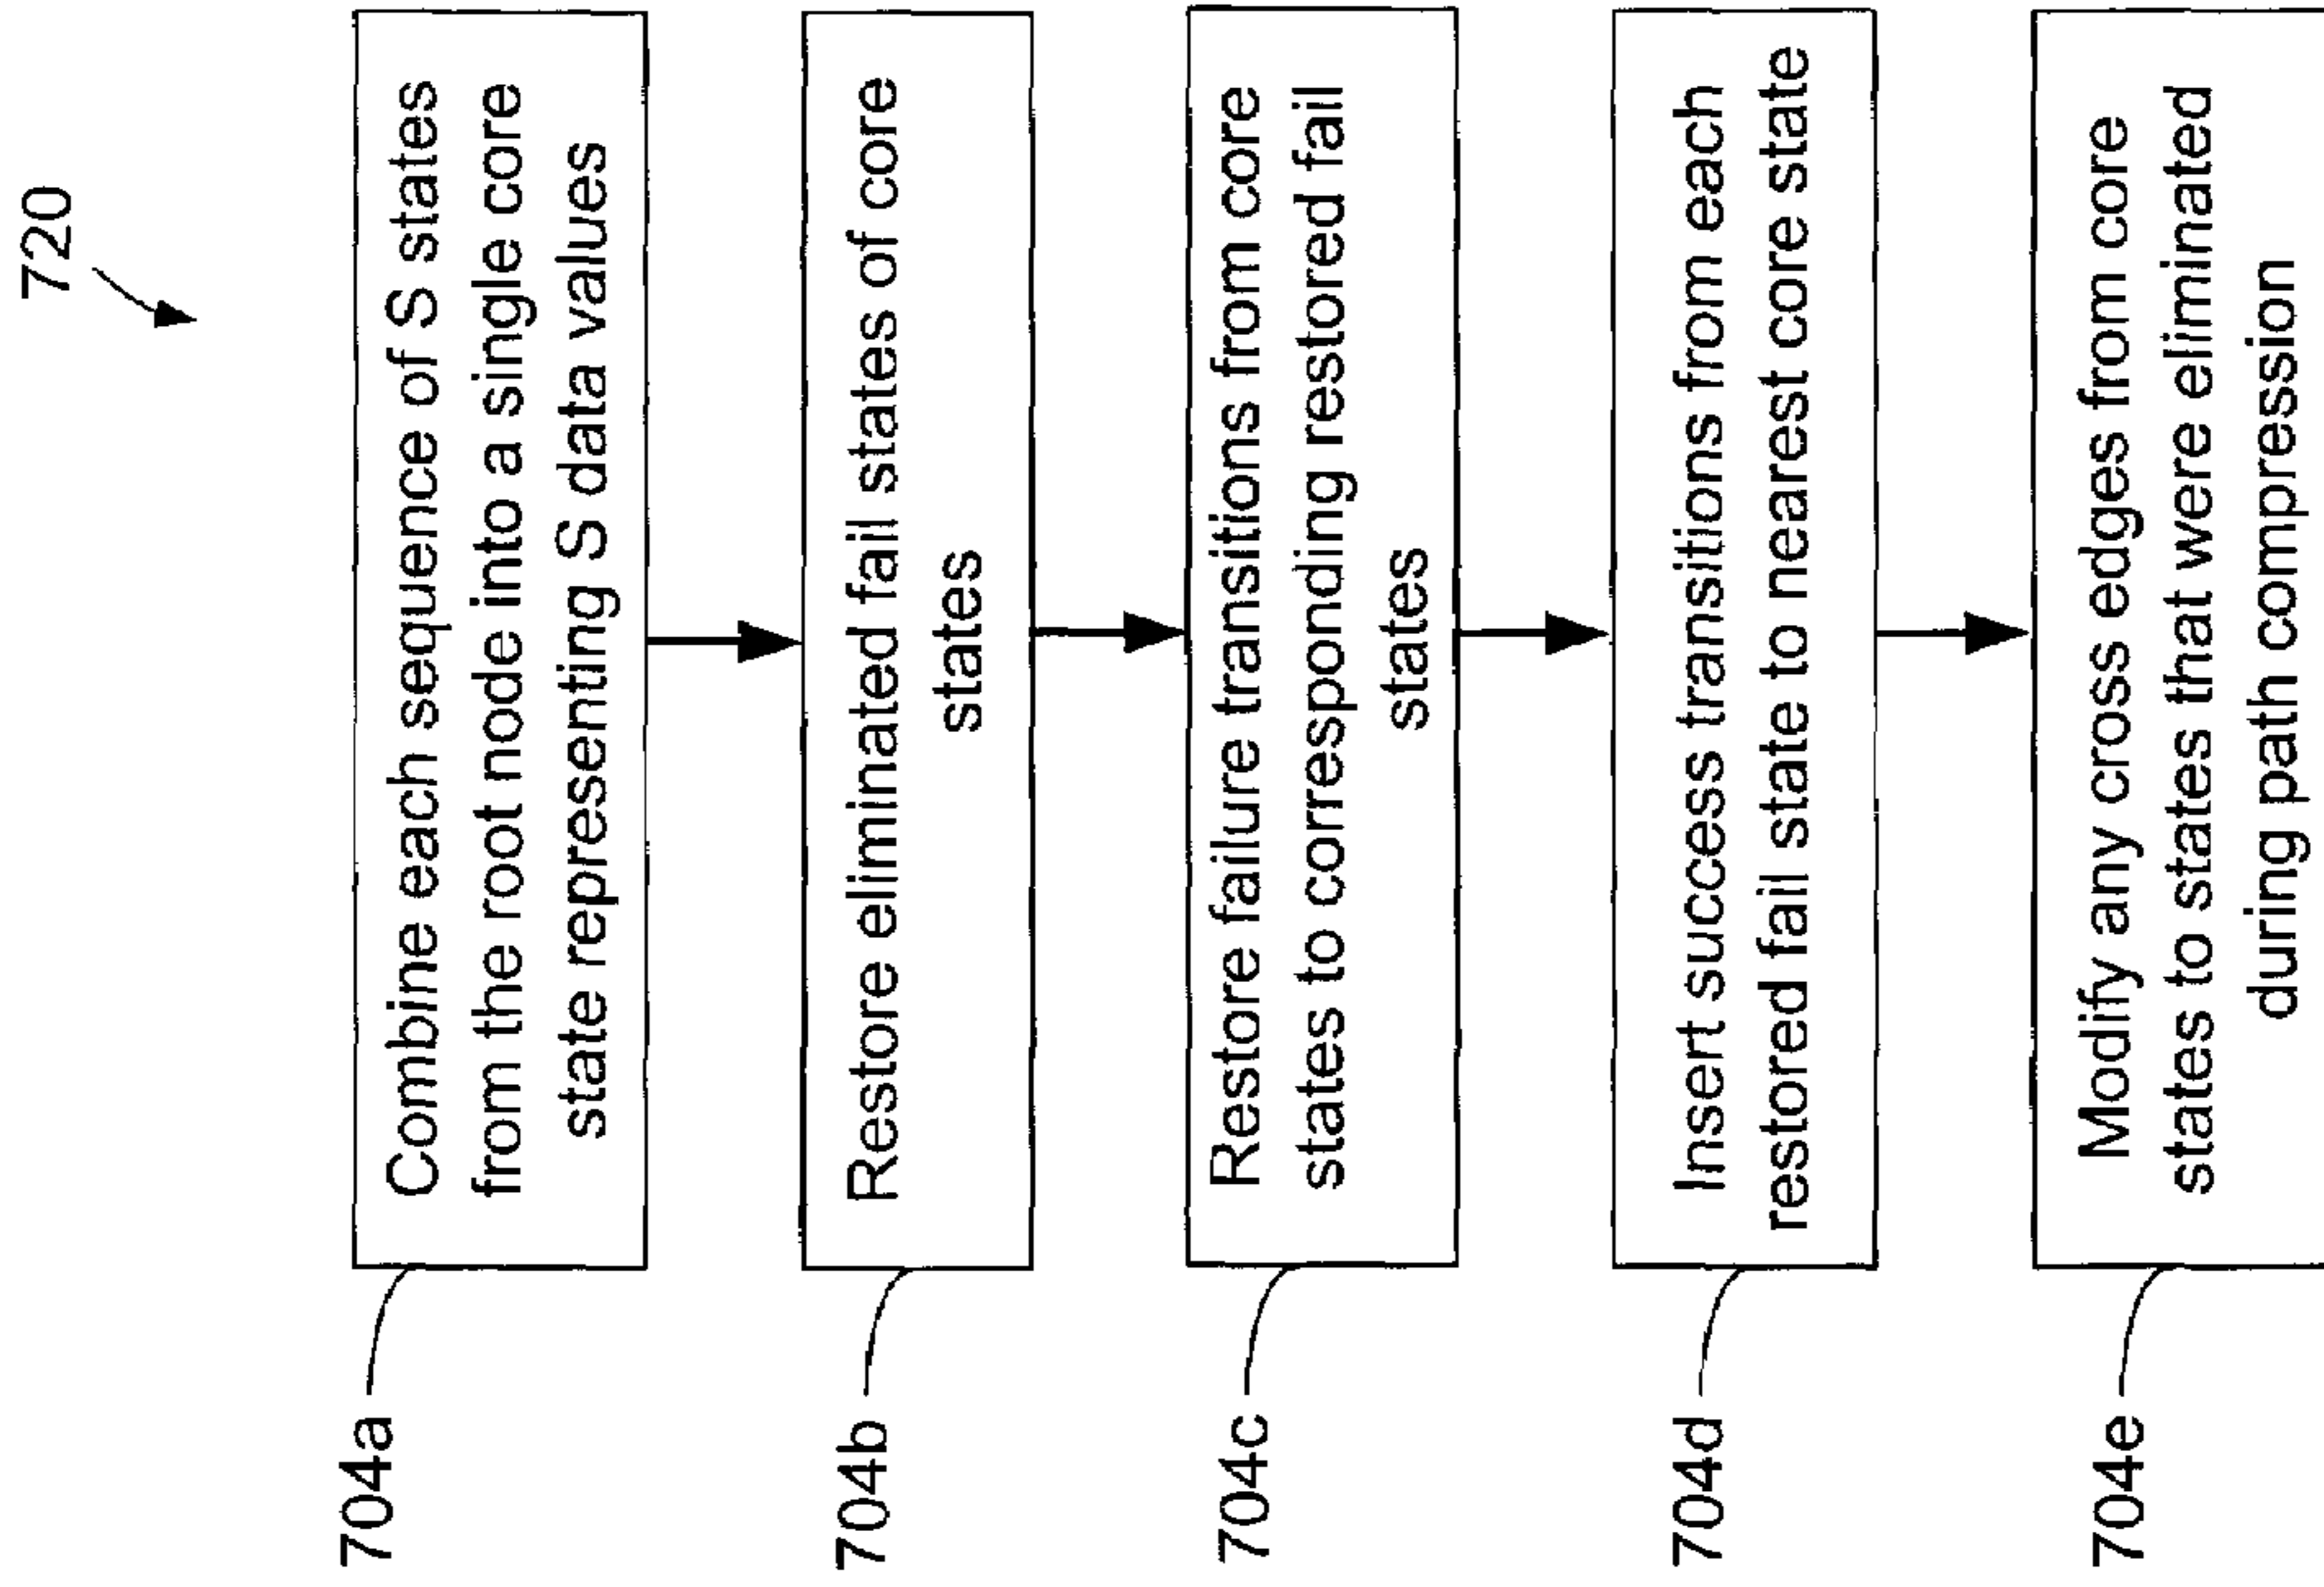 720
704a
Combine each sequence of S states
from the root node into a single core
state representing S data values
704b
Restore eliminated fail states of core
states
704c
Restore failure transitions from core
states to corresponding restored fail
states
704d
Insert success transitions from each
restored fail state to nearest core state
704e
Modify any cross edges from core
states to states that were eliminated
during path compression